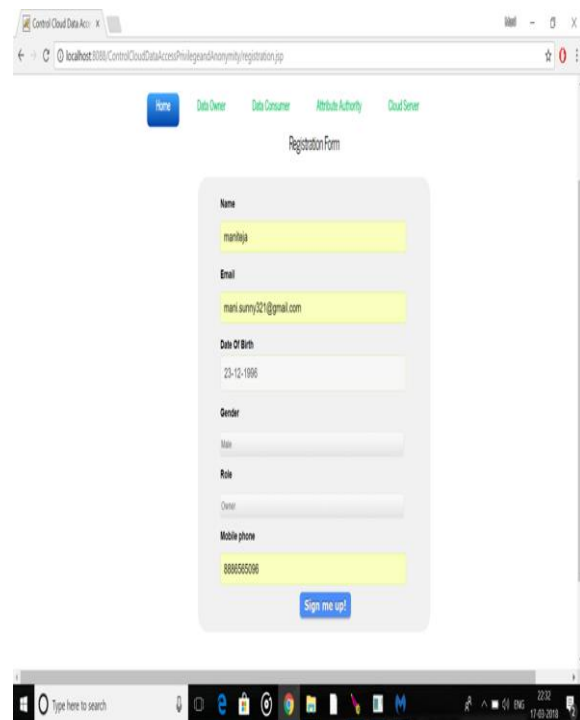 Control Cloud Data Acc
localhost:8088/ControlCloudDataAccessPrivilegeandAnonymity/registration.jsp
Home Data Owner Data Consumer Attribute Authority Cloud Server
Registration Form
Name
maniteja
Email
mani.sunny321@gmail.com
Date Of Birth
23-12-1996
Gender
Male
Role
Owner
Mobile phone
8886565096
Sign me up!
Type here to search
ENG
22:32
17-03-2018